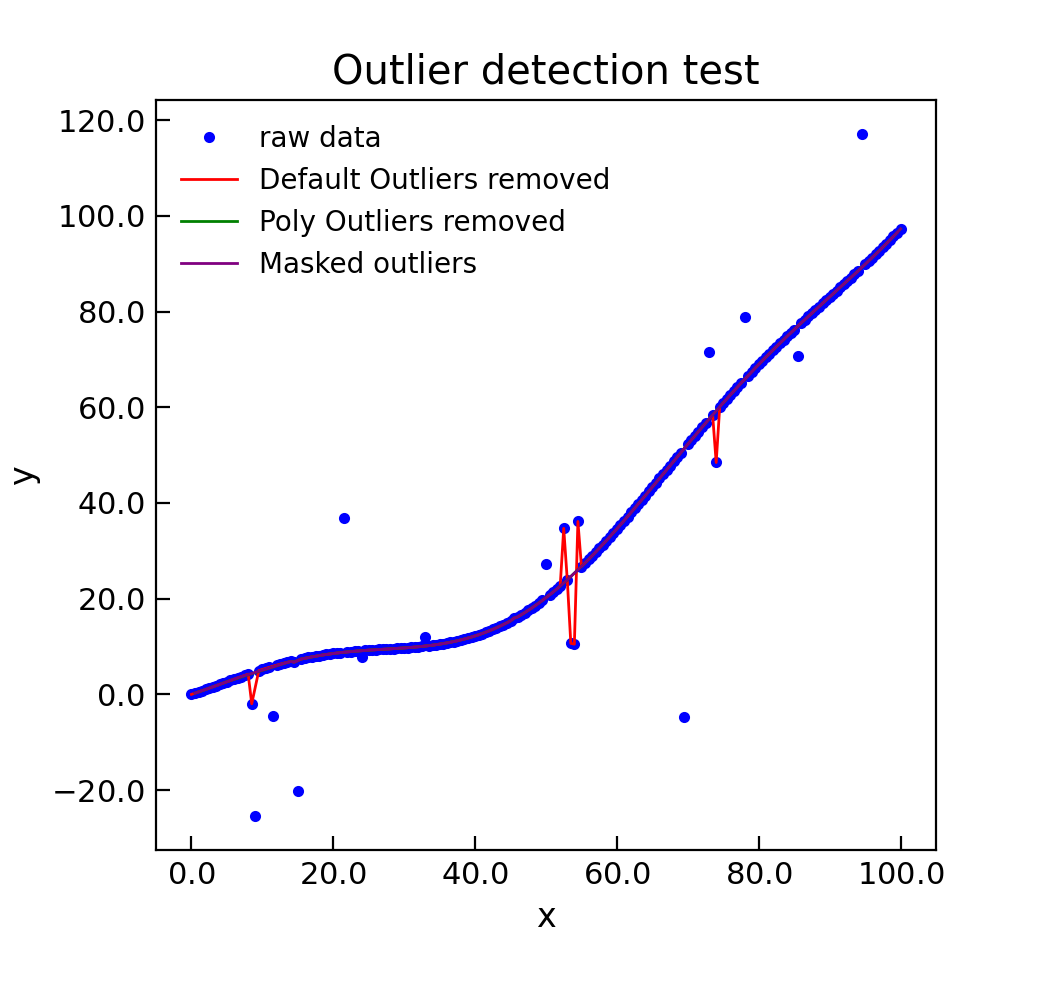 Outlier detection test
120.0
100.0
80.0
60.0
40.0
20.0
0.0
−20.0
raw data
Default Outliers removed
Poly Outliers removed
Masked outliers
y
0.0 20.0 40.0 60.0 80.0 100.0
x